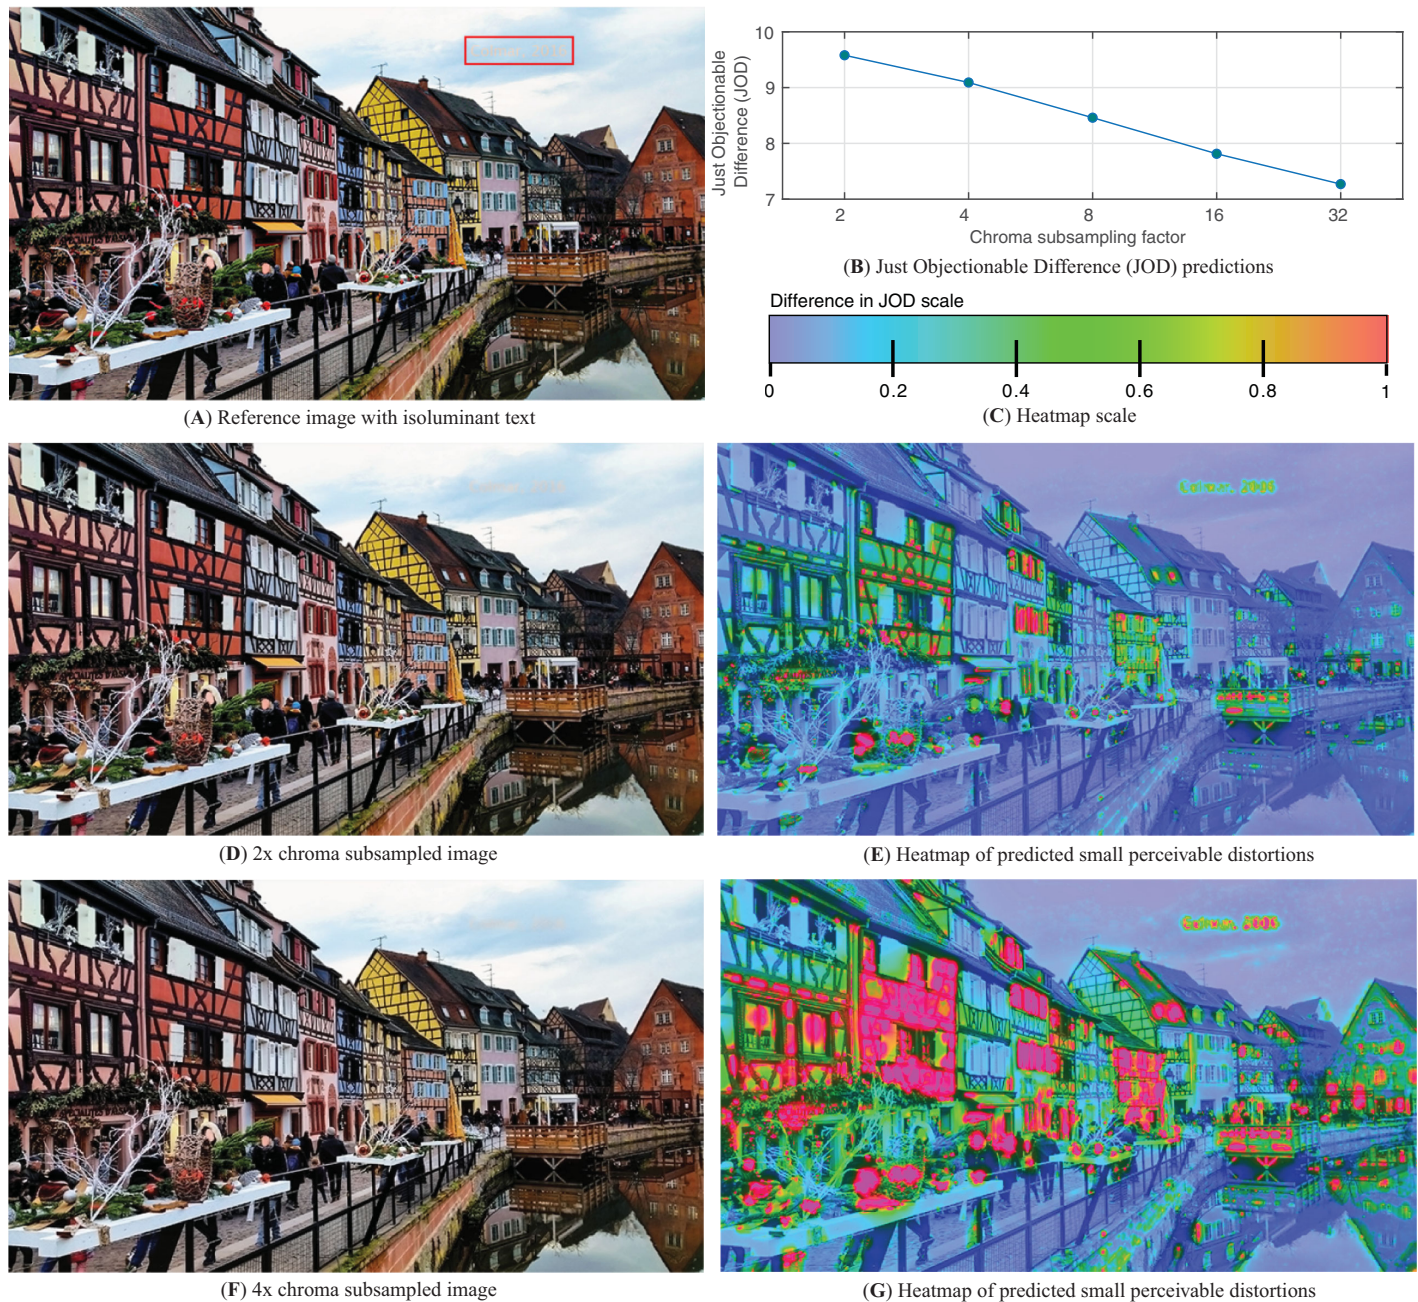 10
9
8
7
Just Objectionable
Difference (JOD)
2 4 8 16 32
Chroma subsampling factor
(B) Just Objectionable Difference (JOD) predictions
Difference in JOD scale
0 0.2 0.4 0.6 0.8 1
(C) Heatmap scale
(A) Reference image with isoluminant text
(D) 2x chroma subsampled image
(E) Heatmap of predicted small perceivable distortions
(F) 4x chroma subsampled image
(G) Heatmap of predicted small perceivable distortions